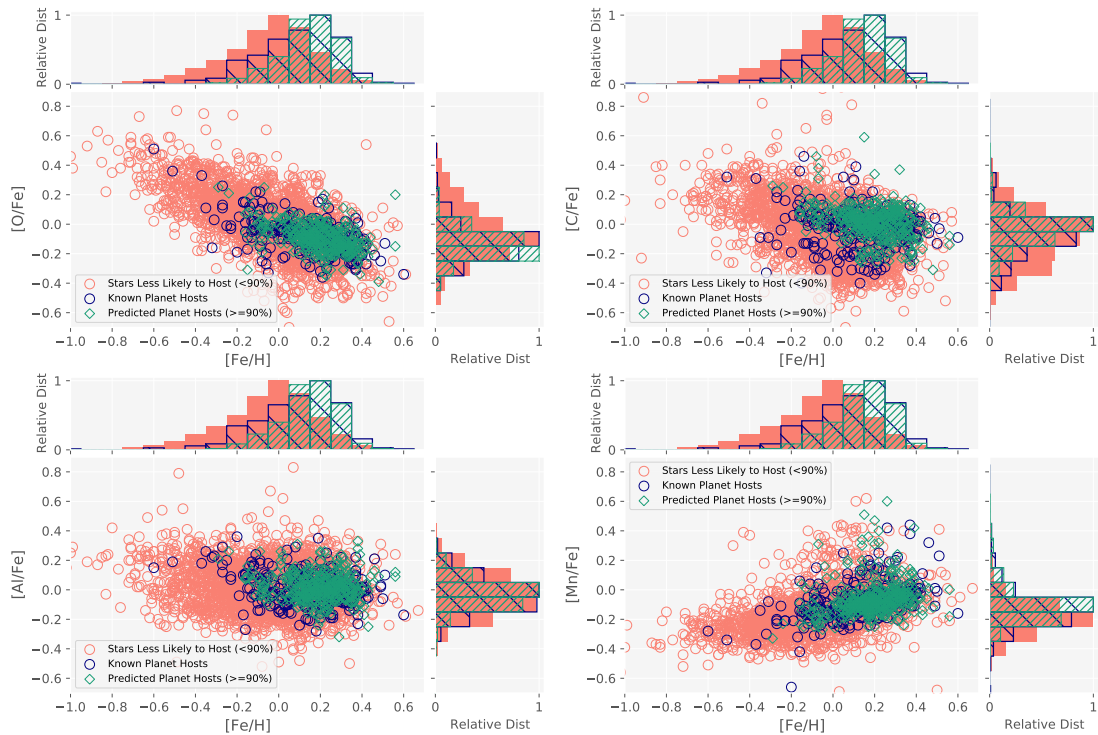 Relative Dist
1
0
[O/Fe]
0.8
0.6
0.4
0.2
0.0
−0.2
−0.4
−0.6
Stars Less Likely to Host (<90%)
Known Planet Hosts
Predicted Planet Hosts (>=90%)
−1.0 −0.8 −0.6 −0.4 −0.2 0.0 0.2 0.4 0.6
[Fe/H]
0 1
Relative Dist
Relative Dist
1
0
[C/Fe]
0.8
0.6
0.4
0.2
0.0
−0.2
−0.4
−0.6
Stars Less Likely to Host (<90%)
Known Planet Hosts
Predicted Planet Hosts (>=90%)
−1.0 −0.8 −0.6 −0.4 −0.2 0.0 0.2 0.4 0.6
[Fe/H]
0 1
Relative Dist
Relative Dist
1
0
[Al/Fe]
0.8
0.6
0.4
0.2
0.0
−0.2
−0.4
−0.6
Stars Less Likely to Host (<90%)
Known Planet Hosts
Predicted Planet Hosts (>=90%)
−1.0 −0.8 −0.6 −0.4 −0.2 0.0 0.2 0.4 0.6
[Fe/H]
0 1
Relative Dist
Relative Dist
1
0
[Mn/Fe]
Stars Less Likely to Host (<90%)
Known Planet Hosts
Predicted Planet Hosts (>=90%)
0.8
0.6
0.4
0.2
0.0
−0.2
−0.4
−0.6
−1.0 −0.8 −0.6 −0.4 −0.2 0.0 0.2 0.4 0.6
[Fe/H]
0 1
Relative Dist